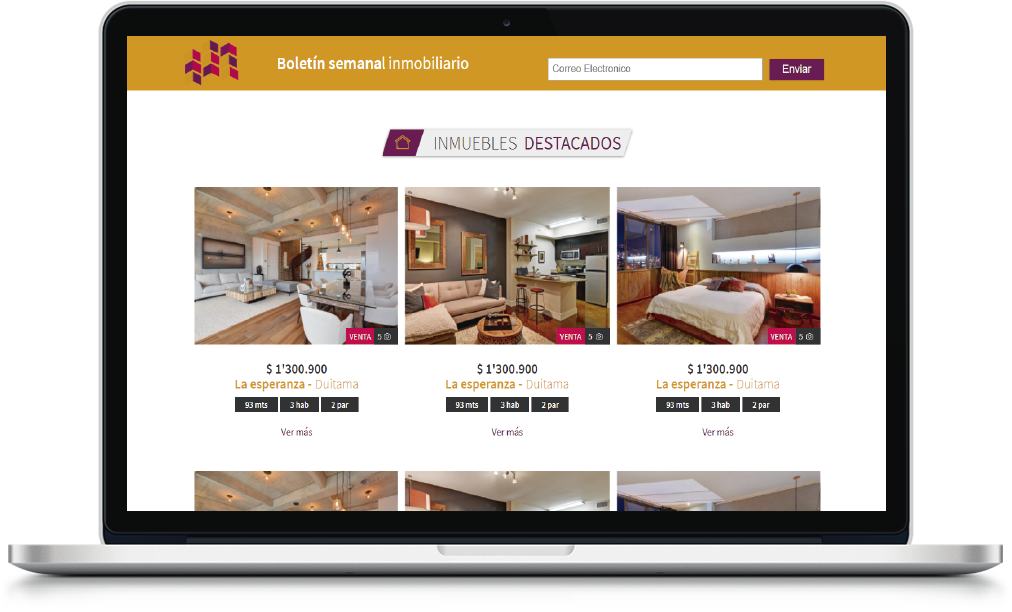 Boletín semanal inmobiliario
Correo Electronico
Enviar
INMUEBLES DESTACADOS
VENTA 5
VENTA 5
VENTA 5
$ 1'300.900
$ 1'300.900
$ 1'300.900
La esperanza - Duitama
La esperanza - Duitama
La esperanza - Duitama
93 mts 3 hab 2 par
93 mts 3 hab 2 par
93 mts 3 hab 2 par
Ver más
Ver más
Ver más